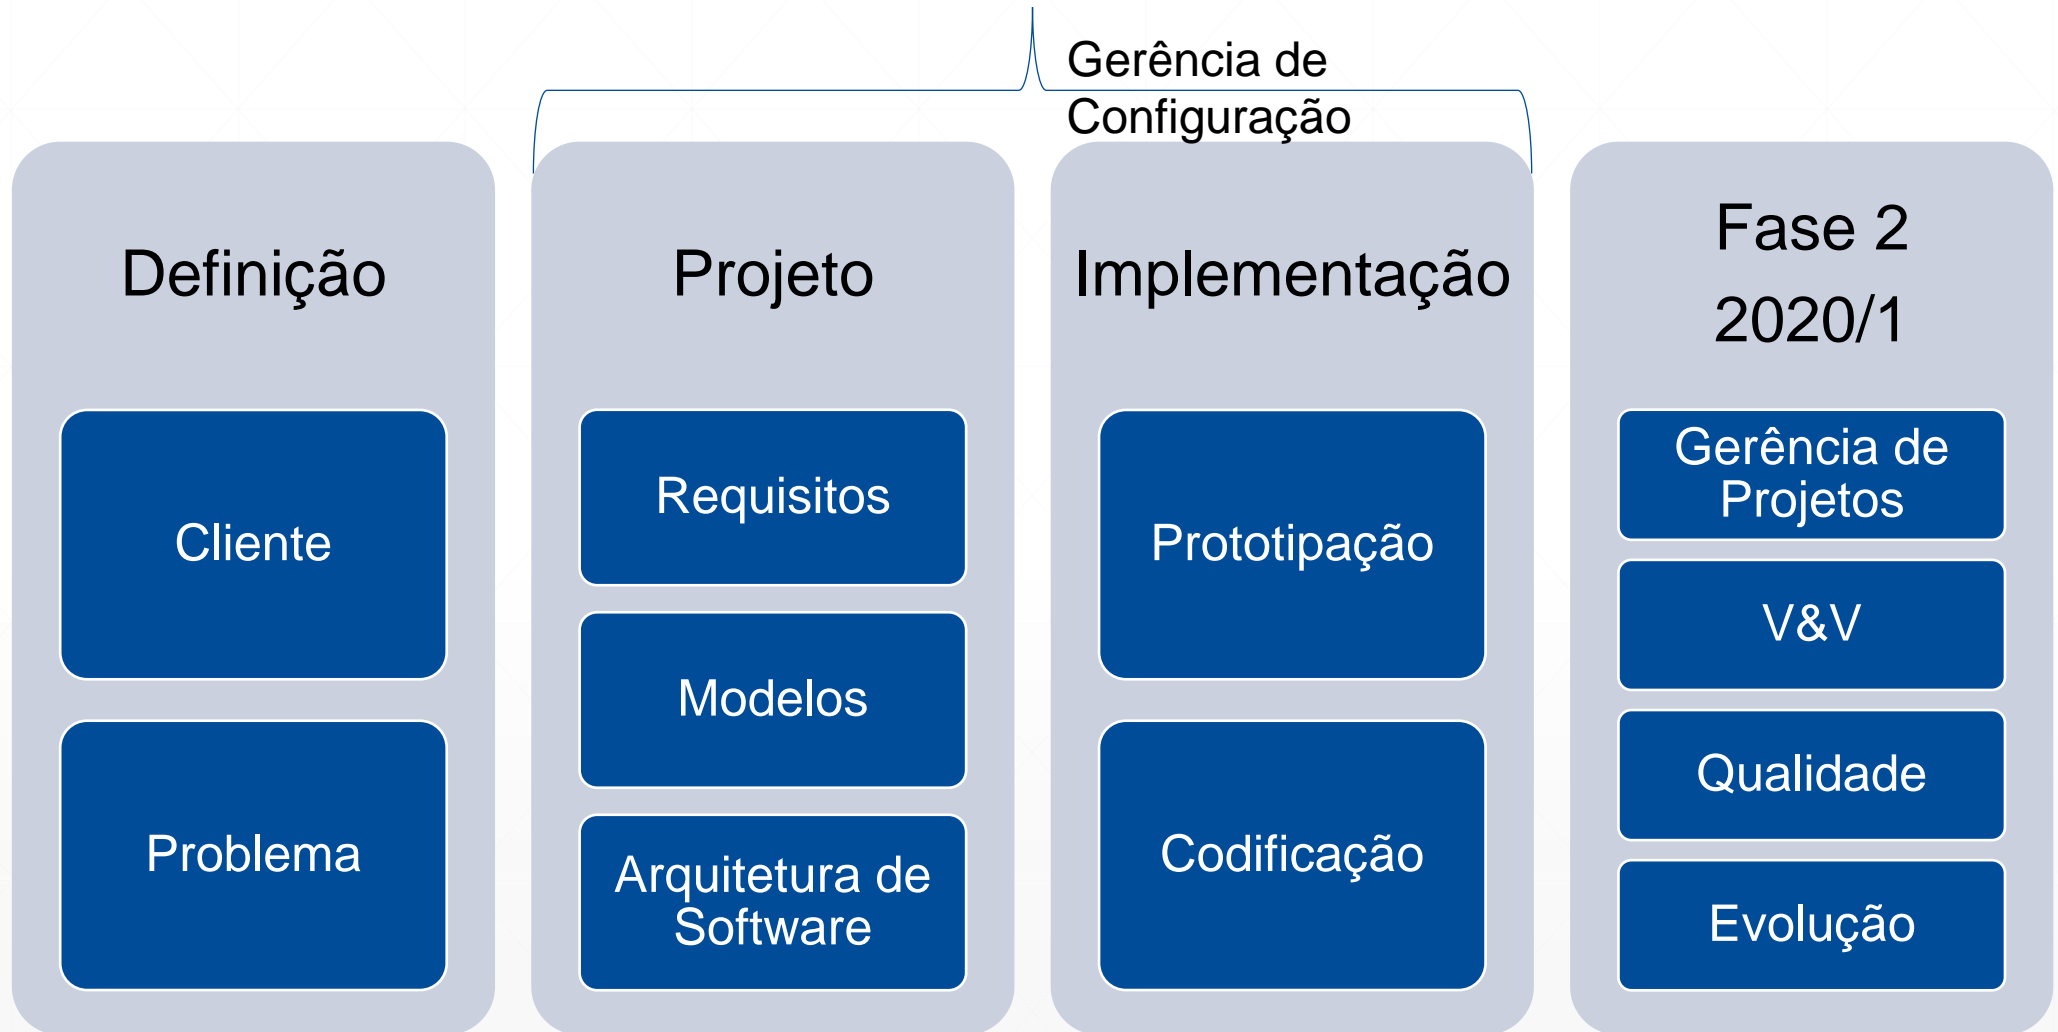 Gerência de
Configuração
Definição
Cliente
Problema
Projeto
Requisitos
Modelos
Arquitetura de
Software
Implementação
Prototipação
Codificação
Fase 2
2020/1
Gerência de
Projetos
V&V
Qualidade
Evolução